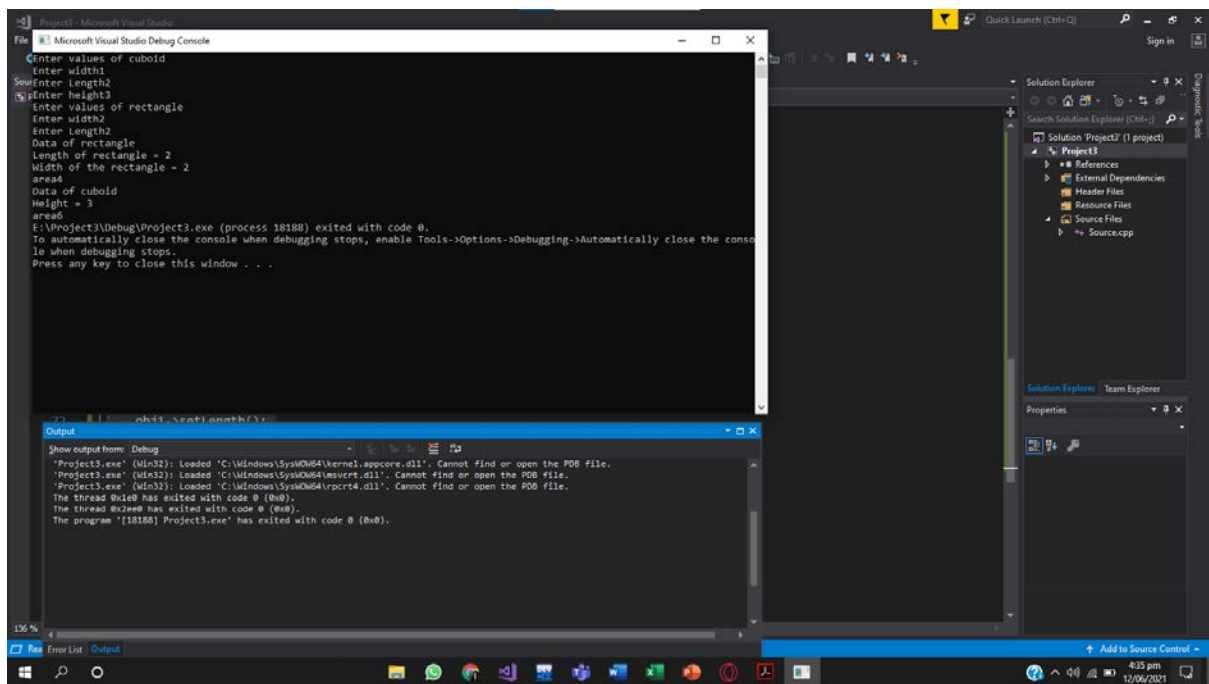 Project3 - Microsoft Visual Studio
Quick Launch (Ctrl+Q)
File
Microsoft Visual Studio Debug Console
Sign in
Enter values of cuboid
Enter width1
Enter Length2
Enter height3
Enter values of rectangle
Enter width2
Enter Length2
Data of rectangle
Length of rectangle = 2
Width of the rectangle = 2
area4
Data of cuboid
Height = 3
area6
E:\Project3\Debug\Project3.exe (process 18188) exited with code 0.
To automatically close the console when debugging stops, enable Tools->Options->Debugging->Automatically close the conso
le when debugging stops.
Press any key to close this window . . .
Solution Explorer
Diagnostic Tools
Search Solution Explorer (Ctrl+;)
Solution 'Project3' (1 project)
Project3
References
External Dependencies
Header Files
Resource Files
Source Files
Source.cpp
Solution Explorer Team Explorer
Properties
obj1.setLength();
Output
Show output from: Debug
'Project3.exe' (Win32): Loaded 'C:\Windows\SysWOW64\kernel.appcore.dll'. Cannot find or open the PDB file.
'Project3.exe' (Win32): Loaded 'C:\Windows\SysWOW64\msvcrt.dll'. Cannot find or open the PDB file.
'Project3.exe' (Win32): Loaded 'C:\Windows\SysWOW64\rpcrt4.dll'. Cannot find or open the PDB file.
The thread 0x1e0 has exited with code 0 (0x0).
The thread 0x2ee0 has exited with code 0 (0x0).
The program '[18188] Project3.exe' has exited with code 0 (0x0).
136 %
Error List Output
Add to Source Control
4:35 pm
12/06/2021